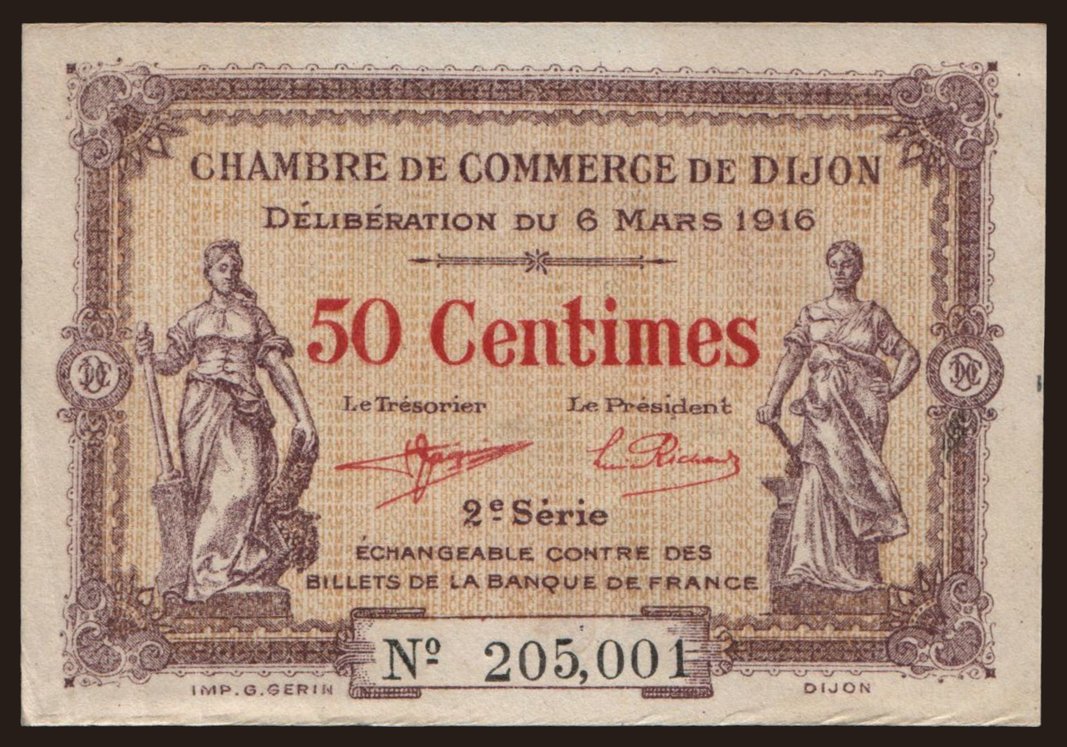 CHAMBRE DE COMMERCE DE DIJON
DÉLIBÉRATION DU 6 MARS 1916
50 Centimes
Le Trésorier Le Président
2e Série
ÉCHANGEABLE CONTRE DES
BILLETS DE LA BANQUE DE FRANCE
Nº 205,001
IMP. G. GERIN DIJON